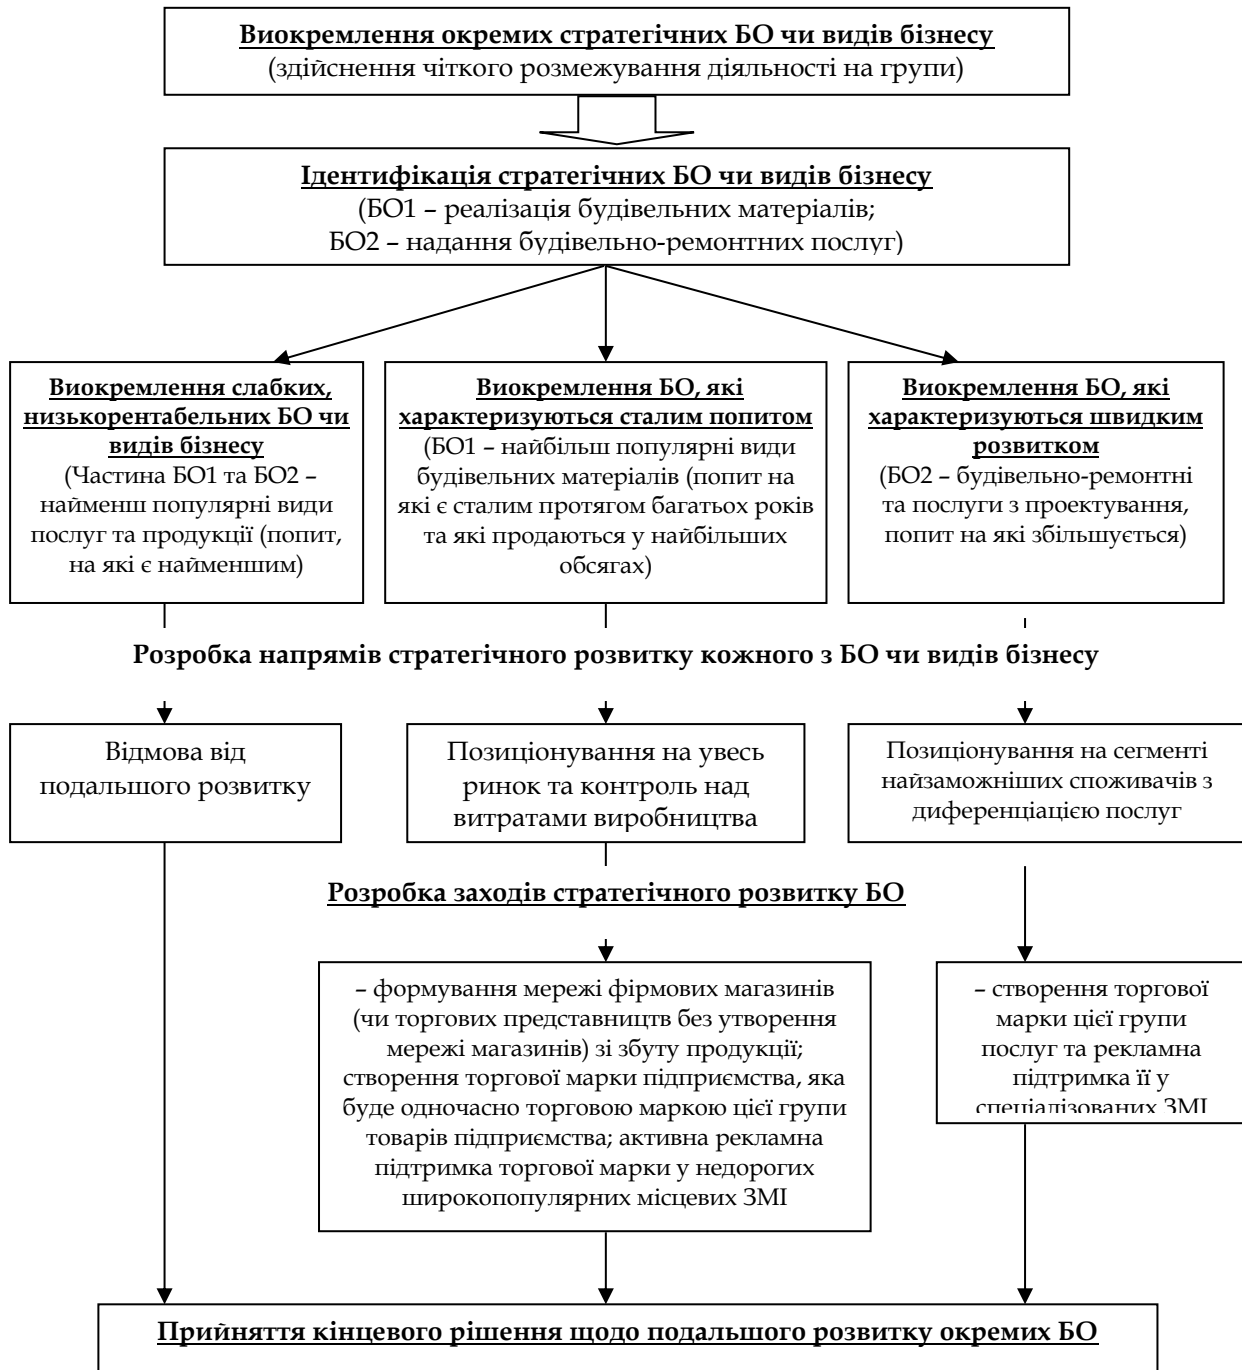 Виокремлення окремих стратегічних БО чи видів бізнесу
(здійснення чіткого розмежування діяльності на групи)
Ідентифікація стратегічних БО чи видів бізнесу
(БО1 – реалізація будівельних матеріалів;
БО2 – надання будівельно-ремонтних послуг)
Виокремлення слабких,
низькорентабельних БО чи
видів бізнесу
(Частина БО1 та БО2 –
найменш популярні види
послуг та продукції (попит,
на які є найменшим)
Виокремлення БО, які
характеризуються сталим попитом
(БО1 – найбільш популярні види
будівельних матеріалів (попит на
які є сталим протягом багатьох років
та які продаються у найбільших
обсягах)
Виокремлення БО, які
характеризуються швидким
розвитком
(БО2 – будівельно-ремонтні
та послуги з проектування,
попит на які збільшується)
Розробка напрямів стратегічного розвитку кожного з БО чи видів бізнесу
Відмова від
подальшого розвитку
Позиціонування на увесь
ринок та контроль над
витратами виробництва
Позиціонування на сегменті
найзаможніших споживачів з
диференціацією послуг
Розробка заходів стратегічного розвитку БО
– формування мережі фірмових магазинів
(чи торгових представництв без утворення
мережі магазинів) зі збуту продукції;
створення торгової марки підприємства, яка
буде одночасно торговою маркою цієї групи
товарів підприємства; активна рекламна
підтримка торгової марки у недорогих
широкопопулярних місцевих ЗМІ
– створення торгової
марки цієї групи
послуг та рекламна
підтримка її у
спеціалізованих ЗМІ
Прийняття кінцевого рішення щодо подальшого розвитку окремих БО